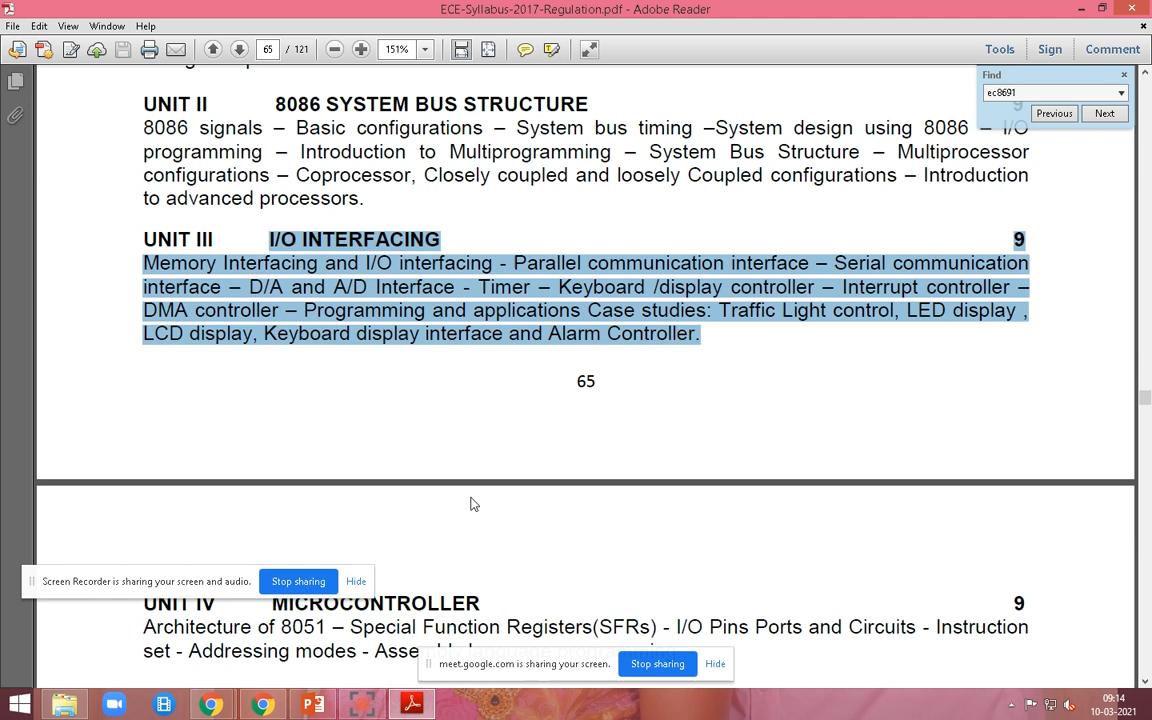 ECE-Syllabus-2017-Regulation.pdf - Adobe Reader
File Edit View Window Help
65 / 121 151% Tools Sign Comment
Find
ec8691
Previous Next
UNIT II 8086 SYSTEM BUS STRUCTURE 9
8086 signals – Basic configurations – System bus timing –System design using 8086 – I/O
programming – Introduction to Multiprogramming – System Bus Structure – Multiprocessor
configurations – Coprocessor, Closely coupled and loosely Coupled configurations – Introduction
to advanced processors.
UNIT III I/O INTERFACING 9
Memory Interfacing and I/O interfacing - Parallel communication interface – Serial communication
interface – D/A and A/D Interface - Timer – Keyboard /display controller – Interrupt controller –
DMA controller – Programming and applications Case studies: Traffic Light control, LED display ,
LCD display, Keyboard display interface and Alarm Controller.
65
Screen Recorder is sharing your screen and audio. Stop sharing Hide
UNIT IV MICROCONTROLLER 9
Architecture of 8051 – Special Function Registers(SFRs) - I/O Pins Ports and Circuits - Instruction
set - Addressing modes - Assembly
meet.google.com is sharing your screen. Stop sharing Hide
09:14
10-03-2021